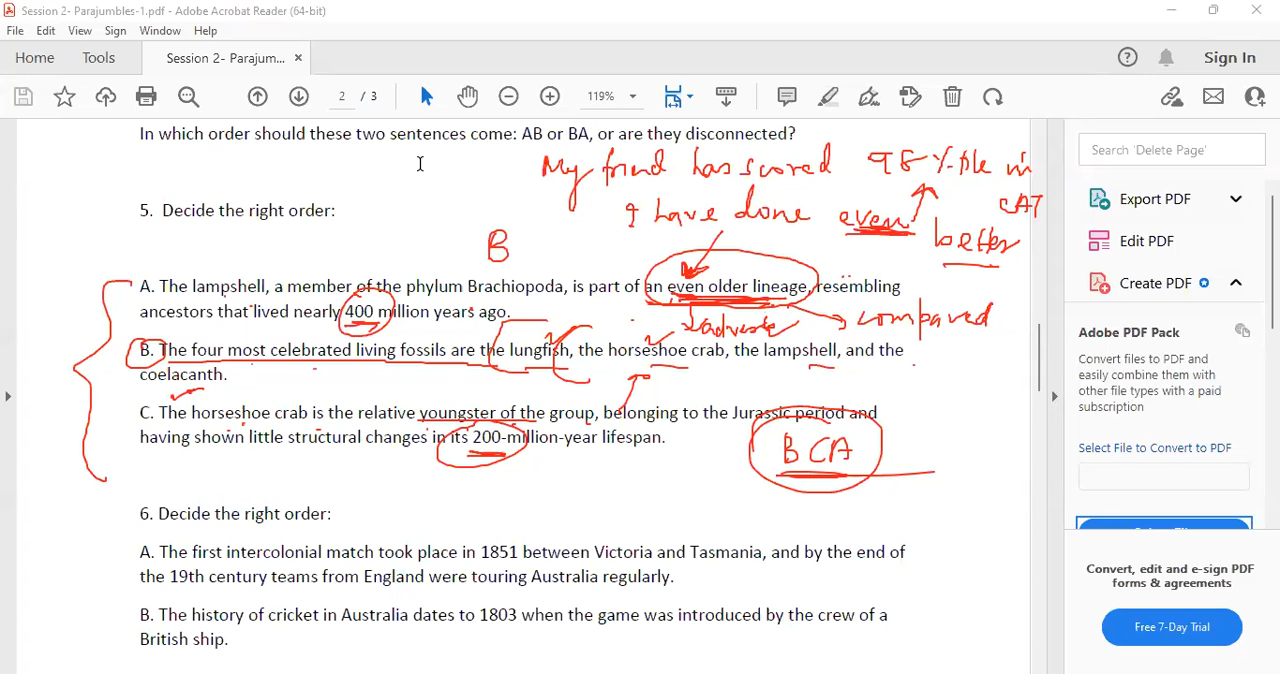 Session 2- Parajumbles-1.pdf - Adobe Acrobat Reader (64-bit)
File Edit View Sign Window Help
Home Tools Session 2- Parajum... × Sign In
2 / 3 119%
In which order should these two sentences come: AB or BA, or are they disconnected?
My friend has scored 98 %tile in
CAT
I have done even
better
5. Decide the right order:
B
A. The lampshell, a member of the phylum Brachiopoda, is part of an even older lineage, resembling
ancestors that lived nearly 400 million years ago.
compared
B. The four most celebrated living fossils are the lungfish, the horseshoe crab, the lampshell, and the
coelacanth.
C. The horseshoe crab is the relative youngster of the group, belonging to the Jurassic period and
having shown little structural changes in its 200-million-year lifespan.
BCA
6. Decide the right order:
A. The first intercolonial match took place in 1851 between Victoria and Tasmania, and by the end of
the 19th century teams from England were touring Australia regularly.
B. The history of cricket in Australia dates to 1803 when the game was introduced by the crew of a
British ship.
Search 'Delete Page'
Export PDF
Edit PDF
Create PDF
Adobe PDF Pack
Convert files to PDF and
easily combine them with
other file types with a paid
subscription
Select File to Convert to PDF
Convert, edit and e-sign PDF
forms & agreements
Free 7-Day Trial